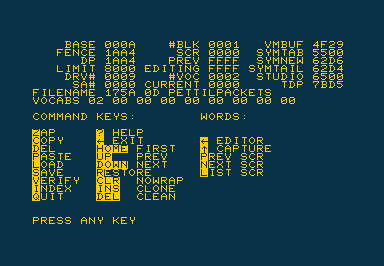 BASE 000A #BLK 0001 VMBUF 4F29
FENCE 1AA4 SCR 0000 SYMTAB 5500
DP 1AA4 PREV FFFF SYMNEW 62D6
LIMIT 8000 EDITING FFFF SYMTAIL 62D4
DRV# 0009 #VOC 0002 STUDIO 6500
SA# 0000 CURRENT 0000 TDP 7BD5
FILENAME 175A 0D PETTILPACKETS
VOCABS 02 00 00 00 00 00 00 00
COMMAND KEYS: WORDS:
ZAP ? HELP
COPY ← EXIT ← EDITOR
DEL HOME FIRST ↑ CAPTURE
PASTE UP PREV PREV SCR
LOAD DOWN NEXT NEXT SCR
SAVE RESTORE LIST SCR
VERIFY CLR NOWRAP
INDEX INS CLONE
QUIT DEL CLEAN
PRESS ANY KEY